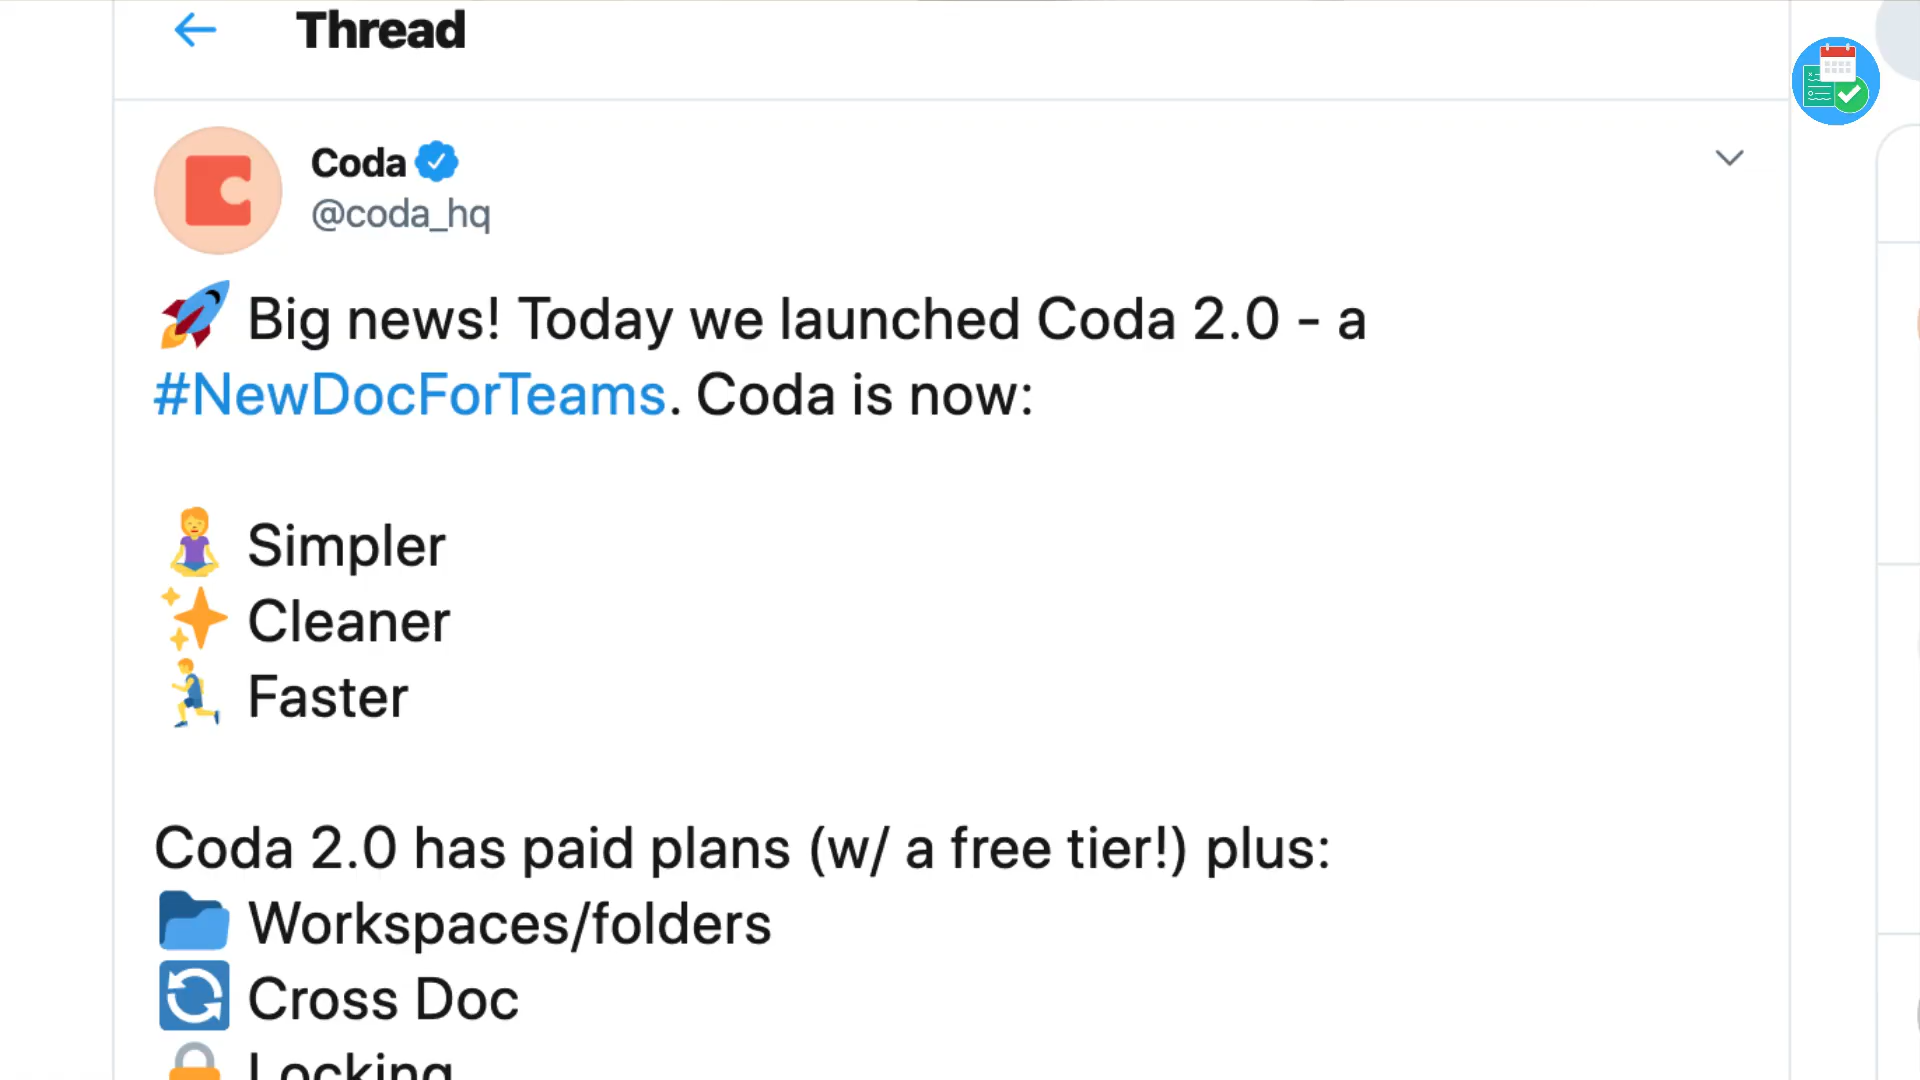 Thread
Coda
@coda_hq
🚀 Big news! Today we launched Coda 2.0 - a
#NewDocForTeams. Coda is now:
🧘‍♀️ Simpler
✨ Cleaner
🏃 Faster
Coda 2.0 has paid plans (w/ a free tier!) plus:
📂 Workspaces/folders
🔄 Cross Doc
🔒 Locking